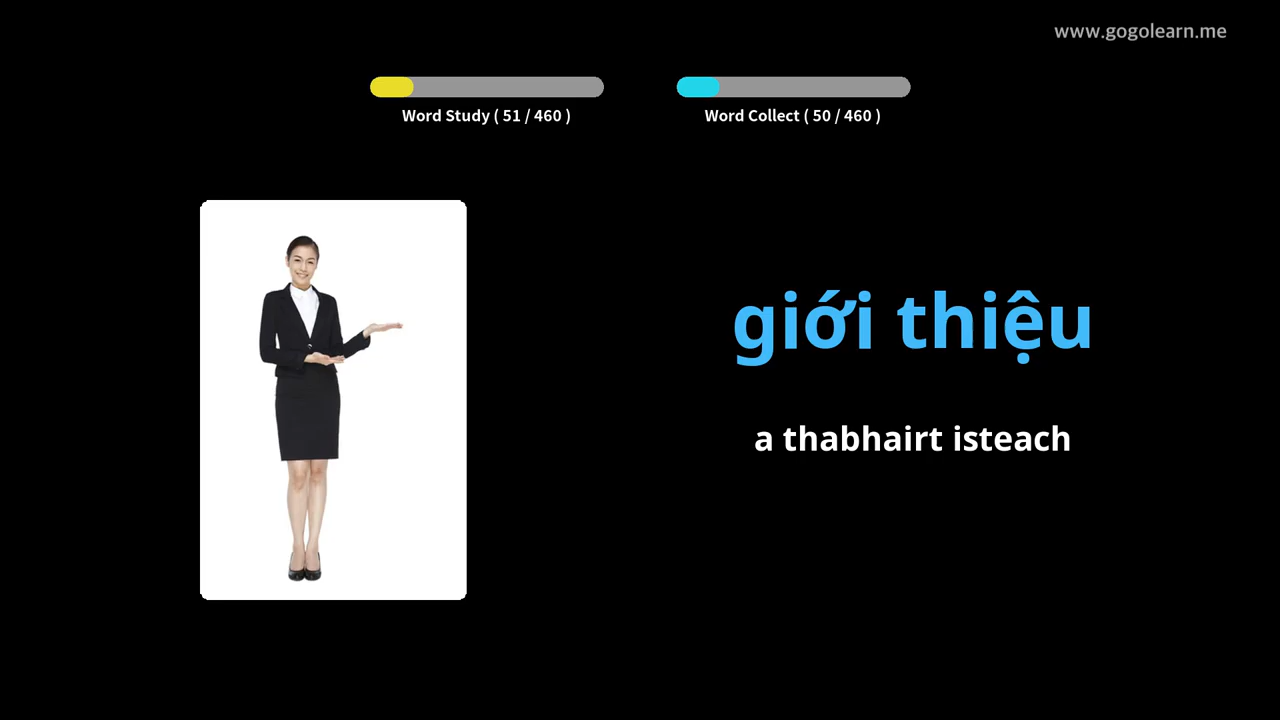 www.gogolearn.me
Word Study ( 51 / 460 )
Word Collect ( 50 / 460 )
giới thiệu
a thabhairt isteach